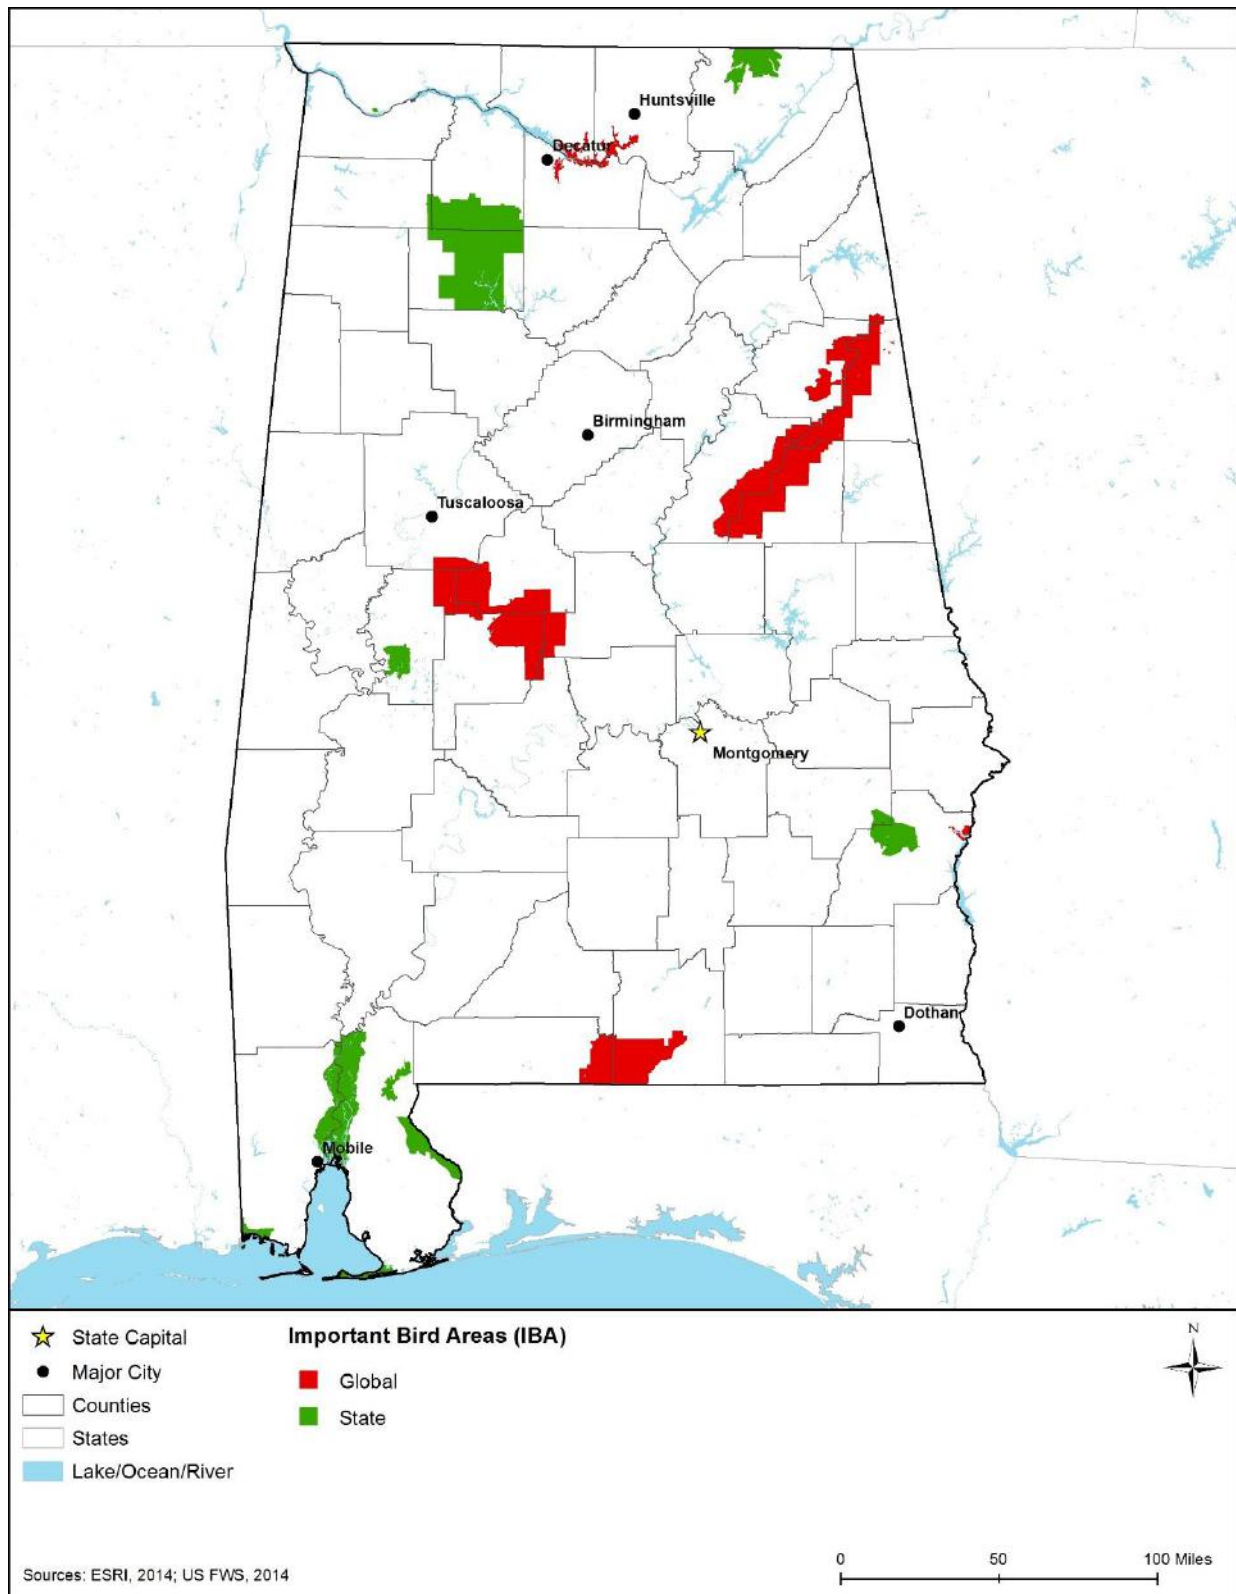 Huntsville
Decatur
Birmingham
Tuscaloosa
Montgomery
Dothan
Mobile
State Capital
Major City
Counties
States
Lake/Ocean/River
Important Bird Areas (IBA)
Global
State
N
Sources: ESRI, 2014; US FWS, 2014
0 50 100 Miles